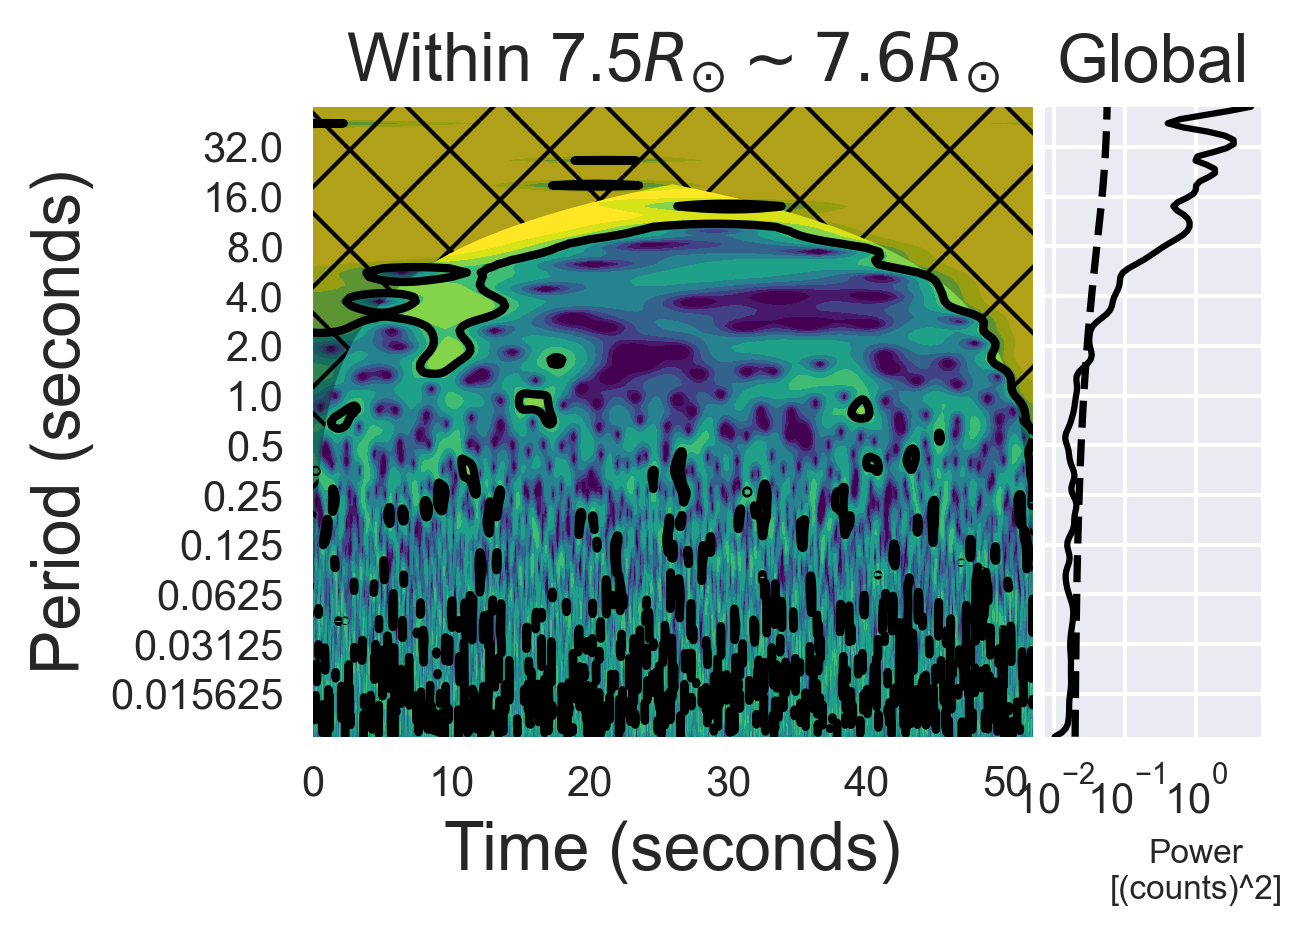 Within 7.5R⊙ ~ 7.6R⊙
Global
Period (seconds)
32.0
16.0
8.0
4.0
2.0
1.0
0.5
0.25
0.125
0.0625
0.03125
0.015625
0 10 20 30 40 50
10⁻² 10⁻¹ 10⁰
Time (seconds)
Power
[(counts)^2]